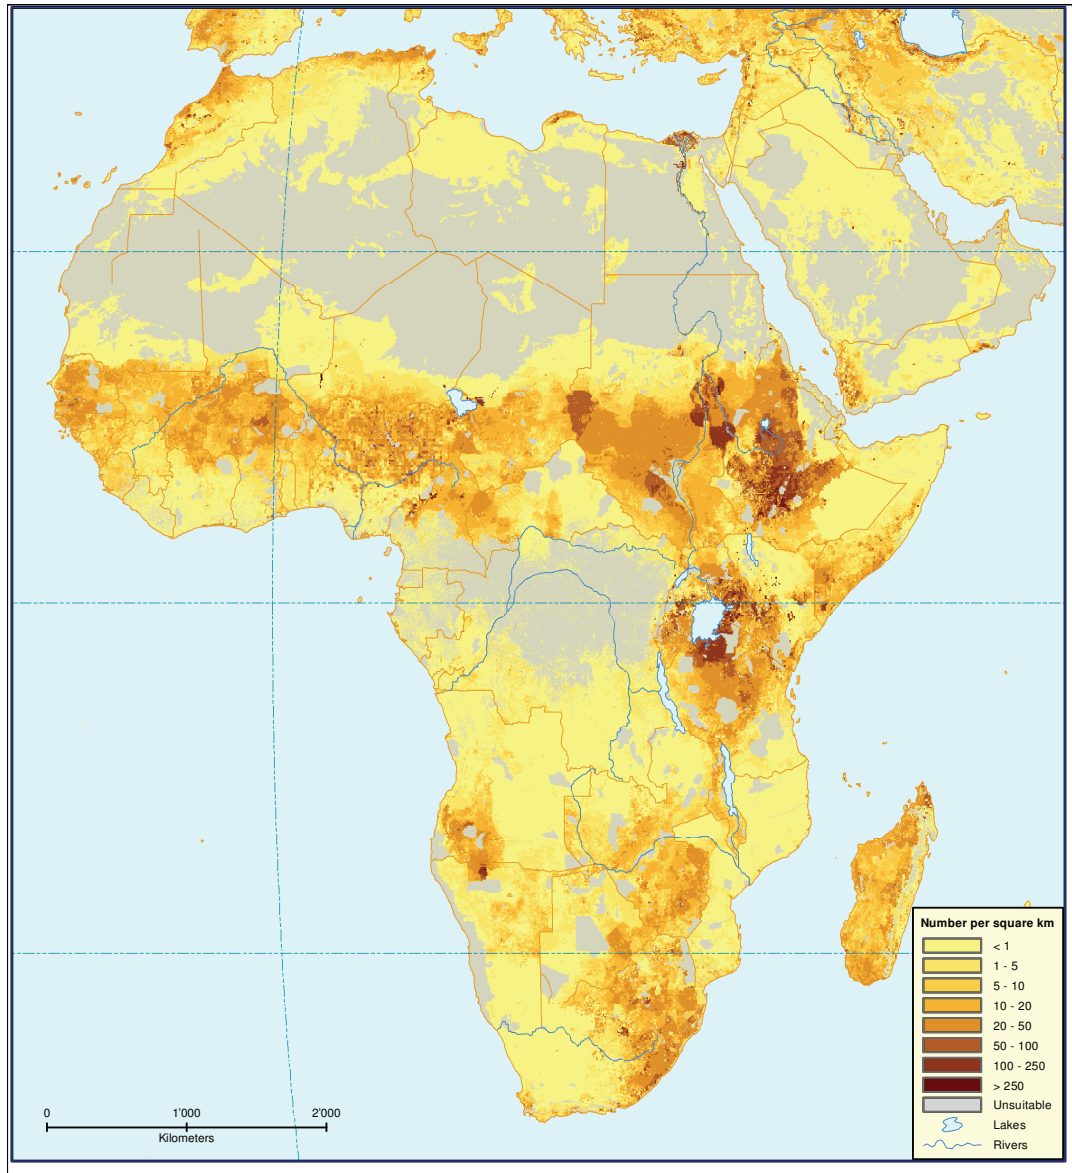 Number per square km
< 1
1 - 5
5 - 10
10 - 20
20 - 50
50 - 100
100 - 250
> 250
Unsuitable
Lakes
Rivers
0 1'000 2'000
Kilometers